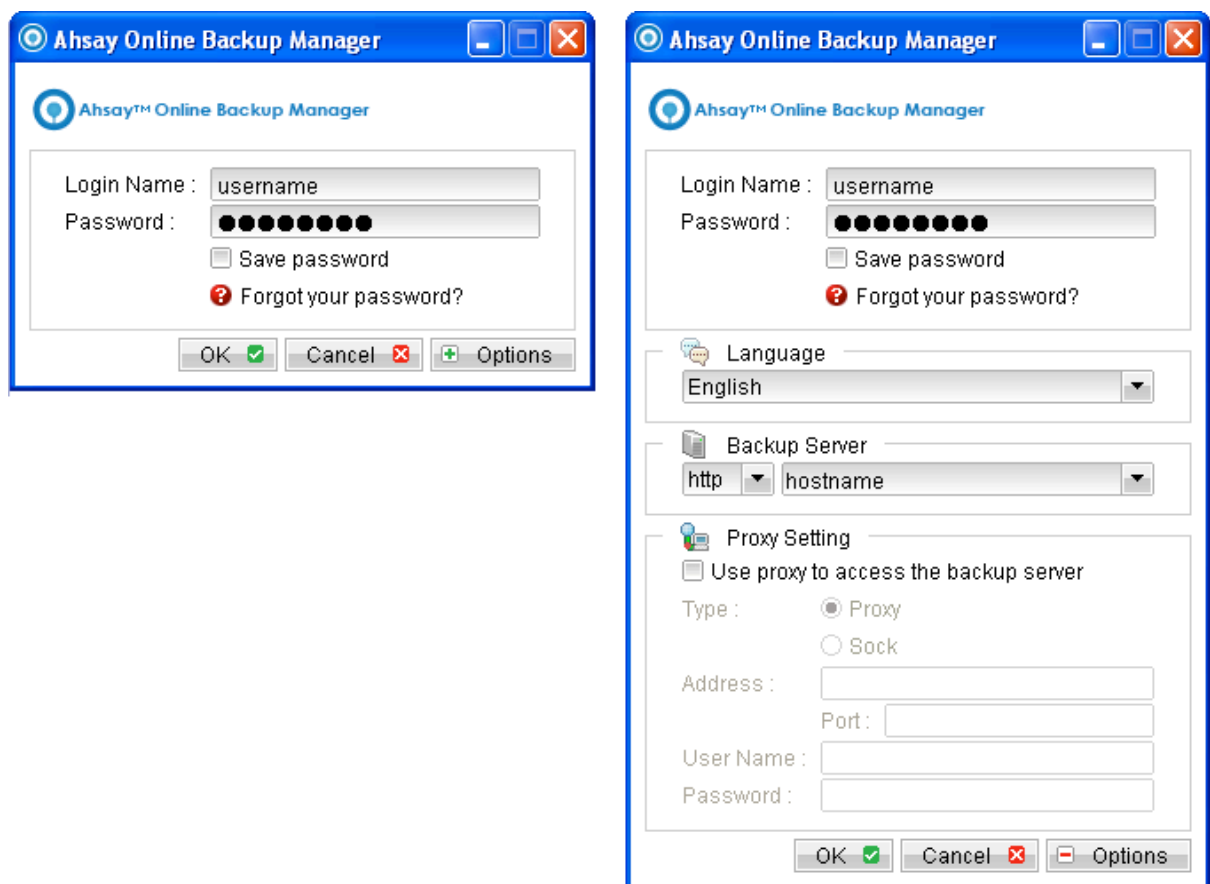 Ahsay Online Backup Manager
Ahsay™ Online Backup Manager
Login Name : username
Password : ●●●●●●●●
Save password
Forgot your password?
OK Cancel Options
Ahsay Online Backup Manager
Ahsay™ Online Backup Manager
Login Name : username
Password : ●●●●●●●●
Save password
Forgot your password?
Language
English
Backup Server
http hostname
Proxy Setting
Use proxy to access the backup server
Type : Proxy
Sock
Address :
Port :
User Name :
Password :
OK Cancel Options